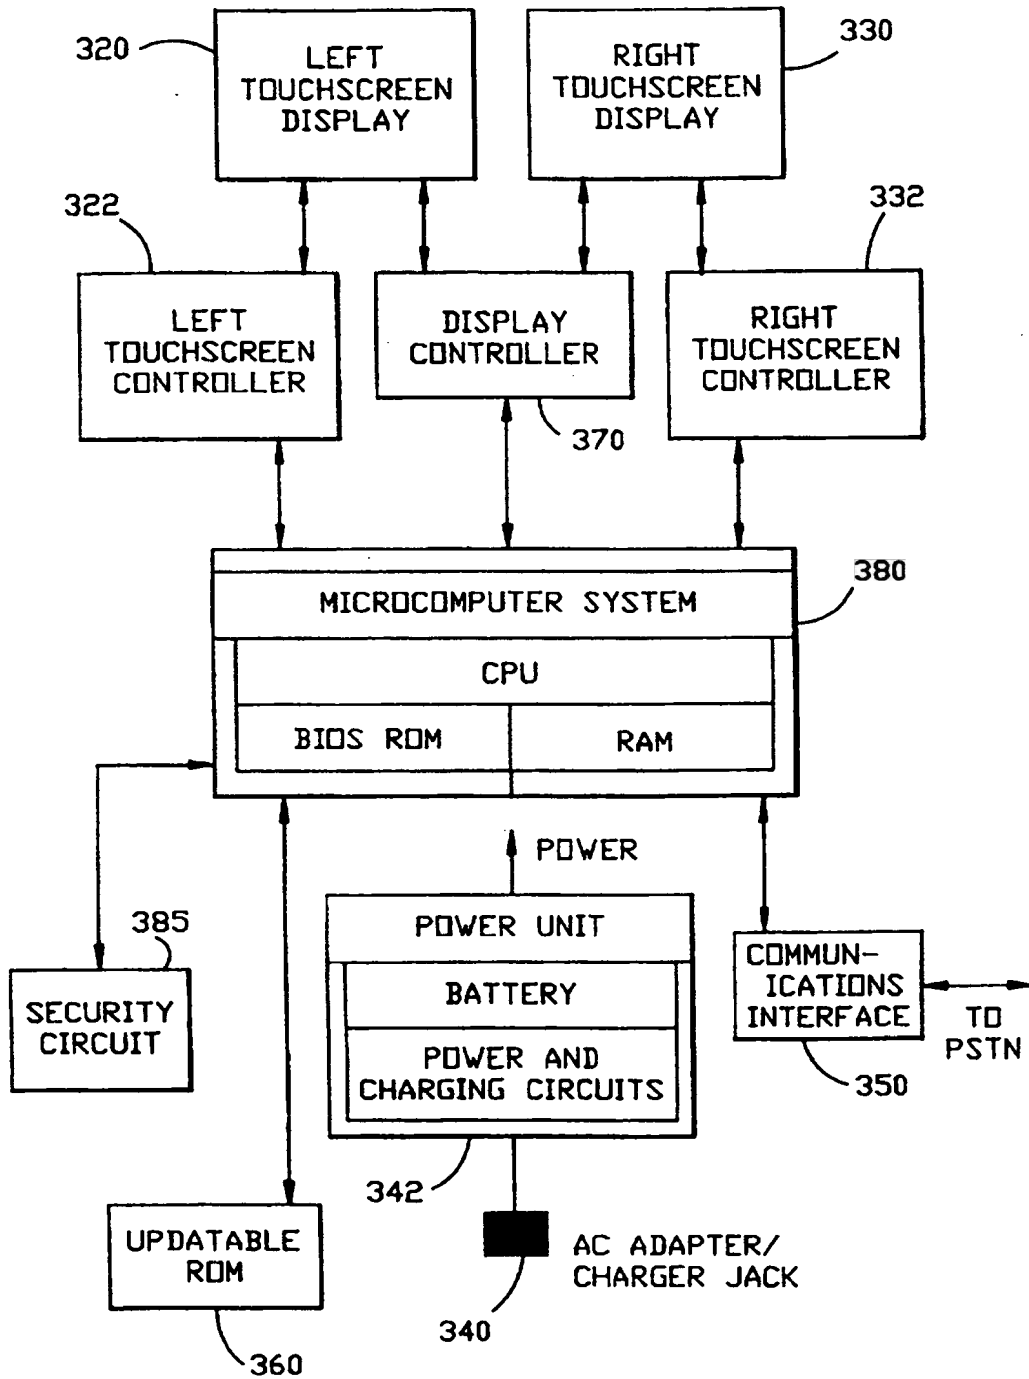 320
LEFT
TOUCHSCREEN
DISPLAY
RIGHT
TOUCHSCREEN
DISPLAY
330
322
LEFT
TOUCHSCREEN
CONTROLLER
DISPLAY
CONTROLLER
370
332
RIGHT
TOUCHSCREEN
CONTROLLER
380
MICROCOMPUTER SYSTEM
CPU
BIOS ROM
RAM
POWER
385
SECURITY
CIRCUIT
POWER UNIT
BATTERY
POWER AND
CHARGING CIRCUITS
342
COMMUN-
ICATIONS
INTERFACE
350
TO
PSTN
UPDATABLE
ROM
360
AC ADAPTER/
CHARGER JACK
340